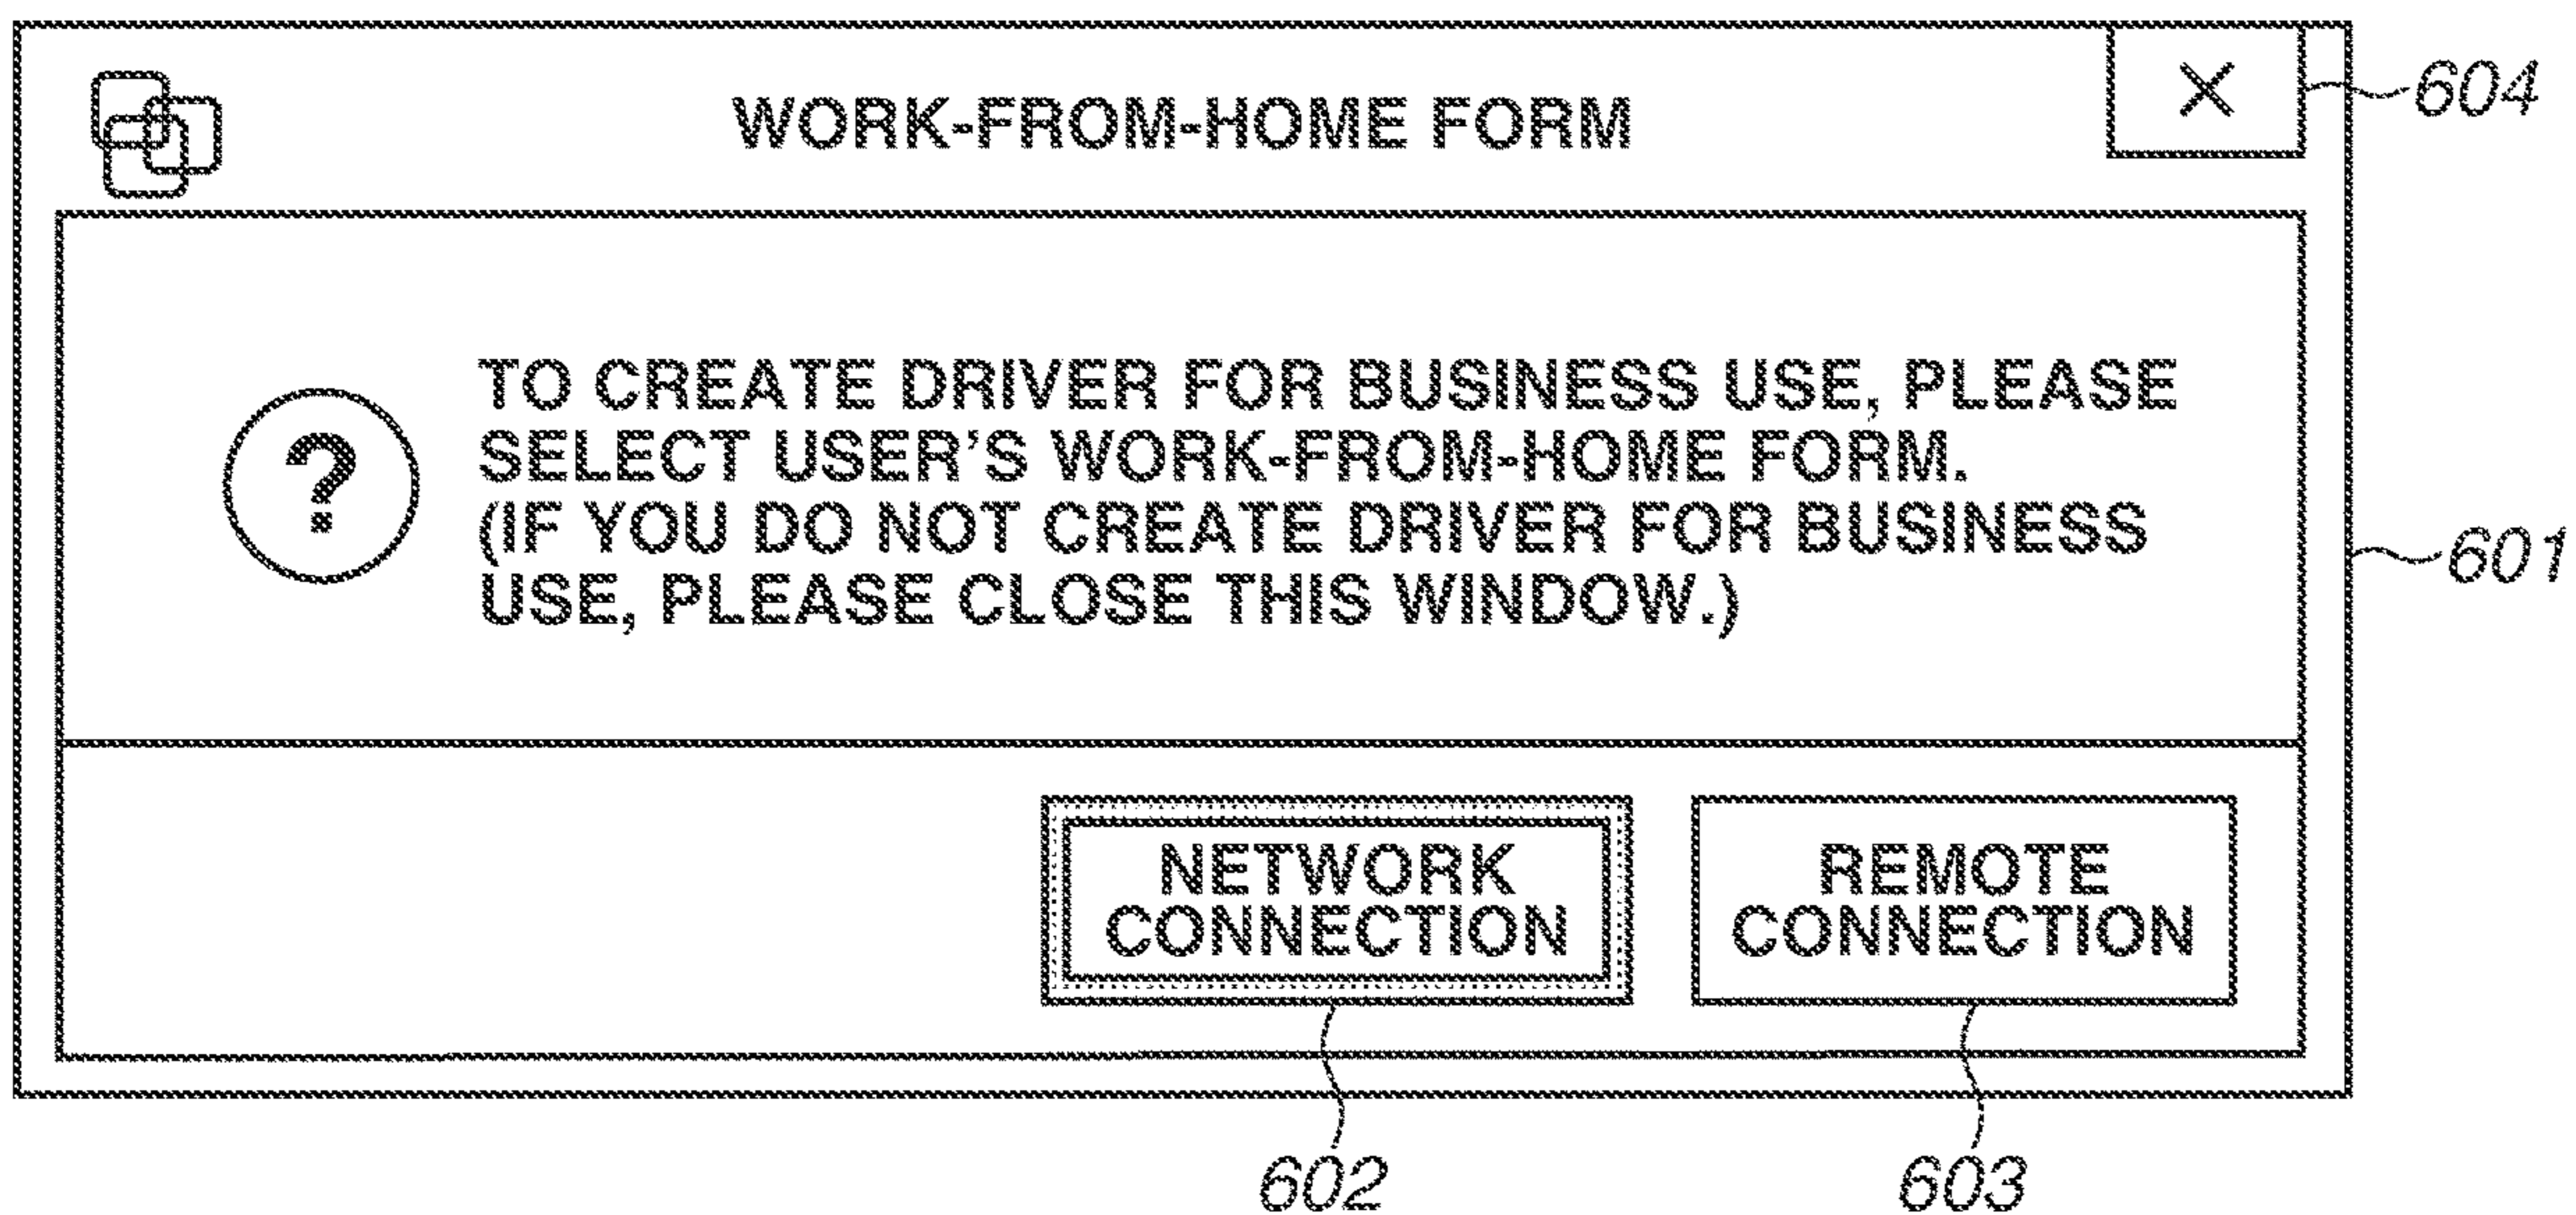 WORK-FROM-HOME FORM
X
604
?
TO CREATE DRIVER FOR BUSINESS USE, PLEASE
SELECT USER'S WORK-FROM-HOME FORM.
(IF YOU DO NOT CREATE DRIVER FOR BUSINESS
USE, PLEASE CLOSE THIS WINDOW.)
601
NETWORK
CONNECTION
REMOTE
CONNECTION
602
603